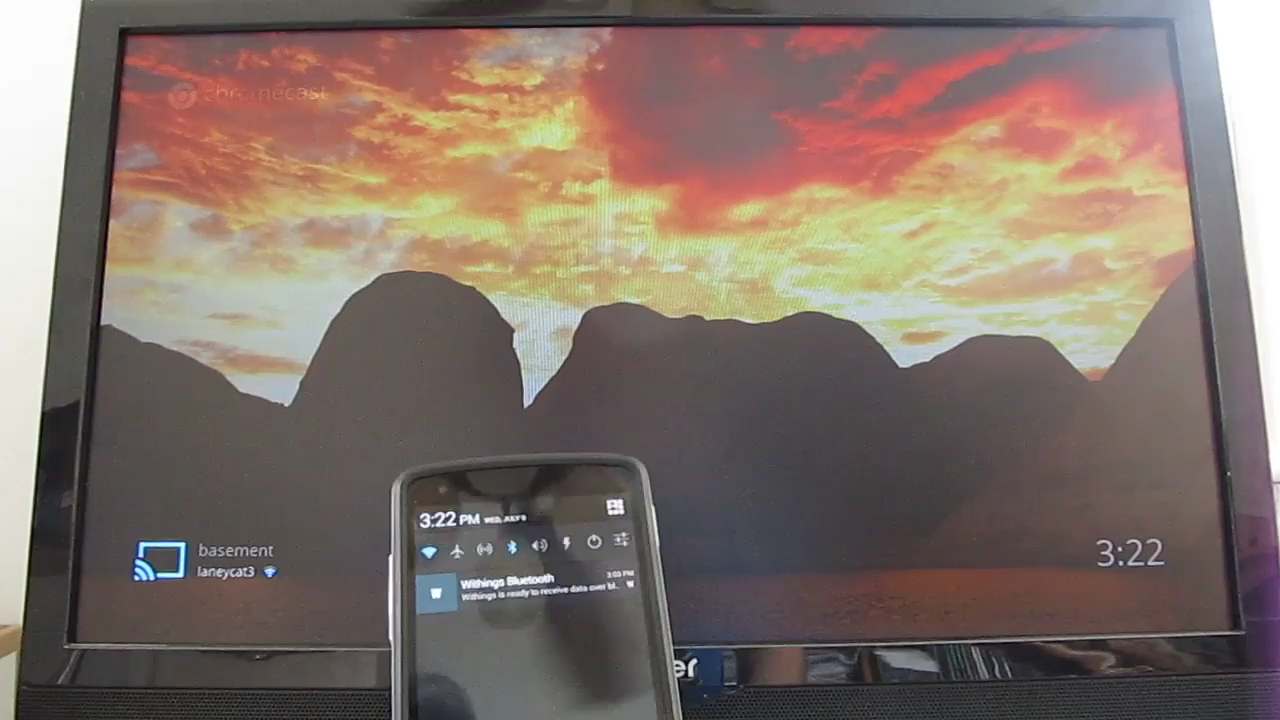 chromecast
basement
laneycat3
3:22
3:22 PM WED, JULY 9
Withings Bluetooth 3:03 PM
Withings is ready to receive data over bl.. W
W
er